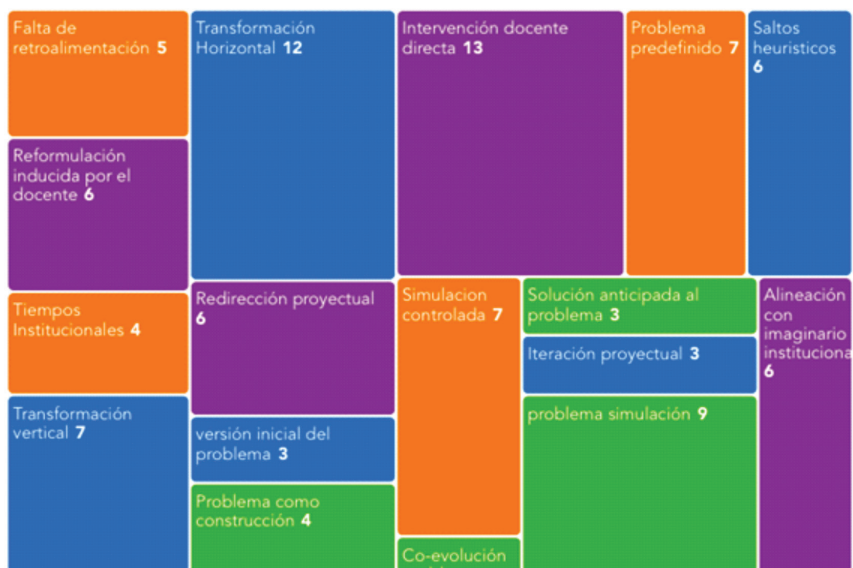 Falta de
retroalimentación 5
Reformulación
inducida por el
docente 6
Tiempos
Institucionales 4
Transformación
vertical 7
Transformación
Horizontal 12
Redirección proyectual
6
versión inicial del
problema 3
Problema como
construcción 4
Intervención docente
directa 13
Simulacion
controlada 7
Co-evolución
Problema
predefinido 7
Saltos
heuristicos
6
Solución anticipada al
problema 3
Iteración proyectual 3
problema simulación 9
Alineación
con
imaginario
instituciona
6